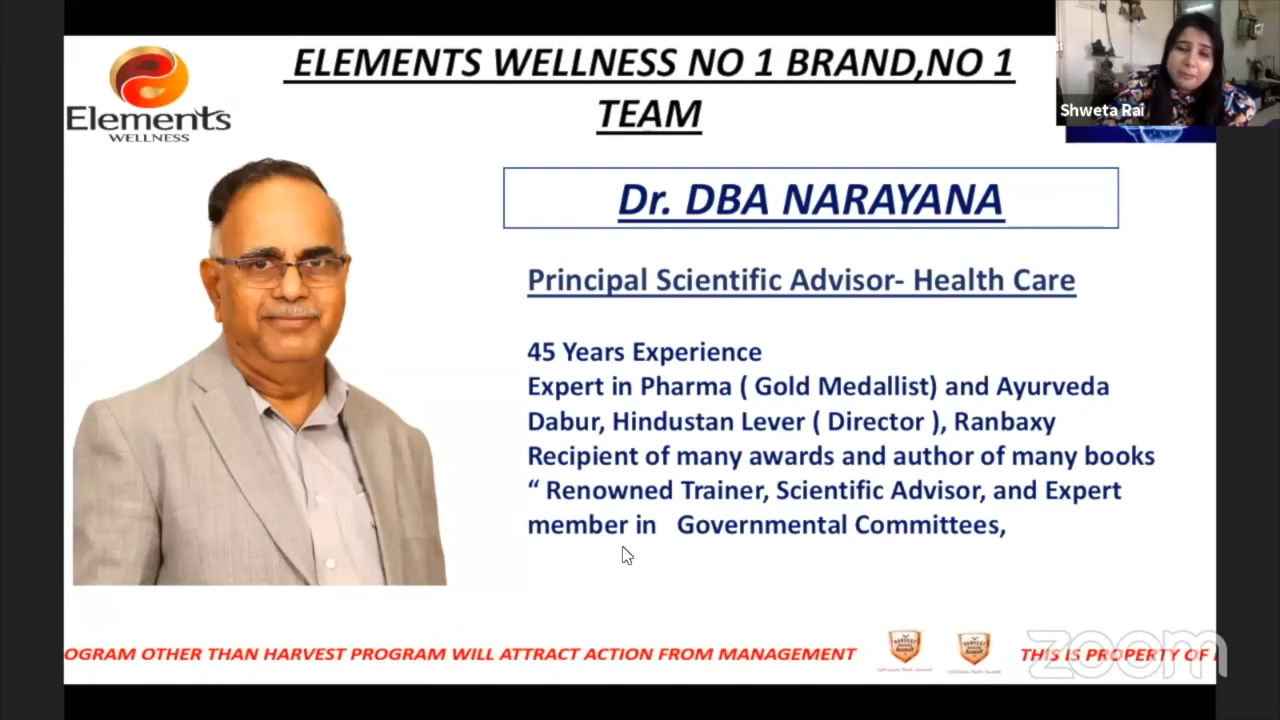 ELEMENTS WELLNESS NO 1 BRAND,NO 1
TEAM
Elements
WELLNESS
Shweta Rai
Dr. DBA NARAYANA
Principal Scientific Advisor- Health Care
45 Years Experience
Expert in Pharma ( Gold Medallist) and Ayurveda
Dabur, Hindustan Lever ( Director ), Ranbaxy
Recipient of many awards and author of many books
“ Renowned Trainer, Scientific Advisor, and Expert
member in Governmental Committees,
OGRAM OTHER THAN HARVEST PROGRAM WILL ATTRACT ACTION FROM MANAGEMENT
THIS IS PROPERTY OF
zoom